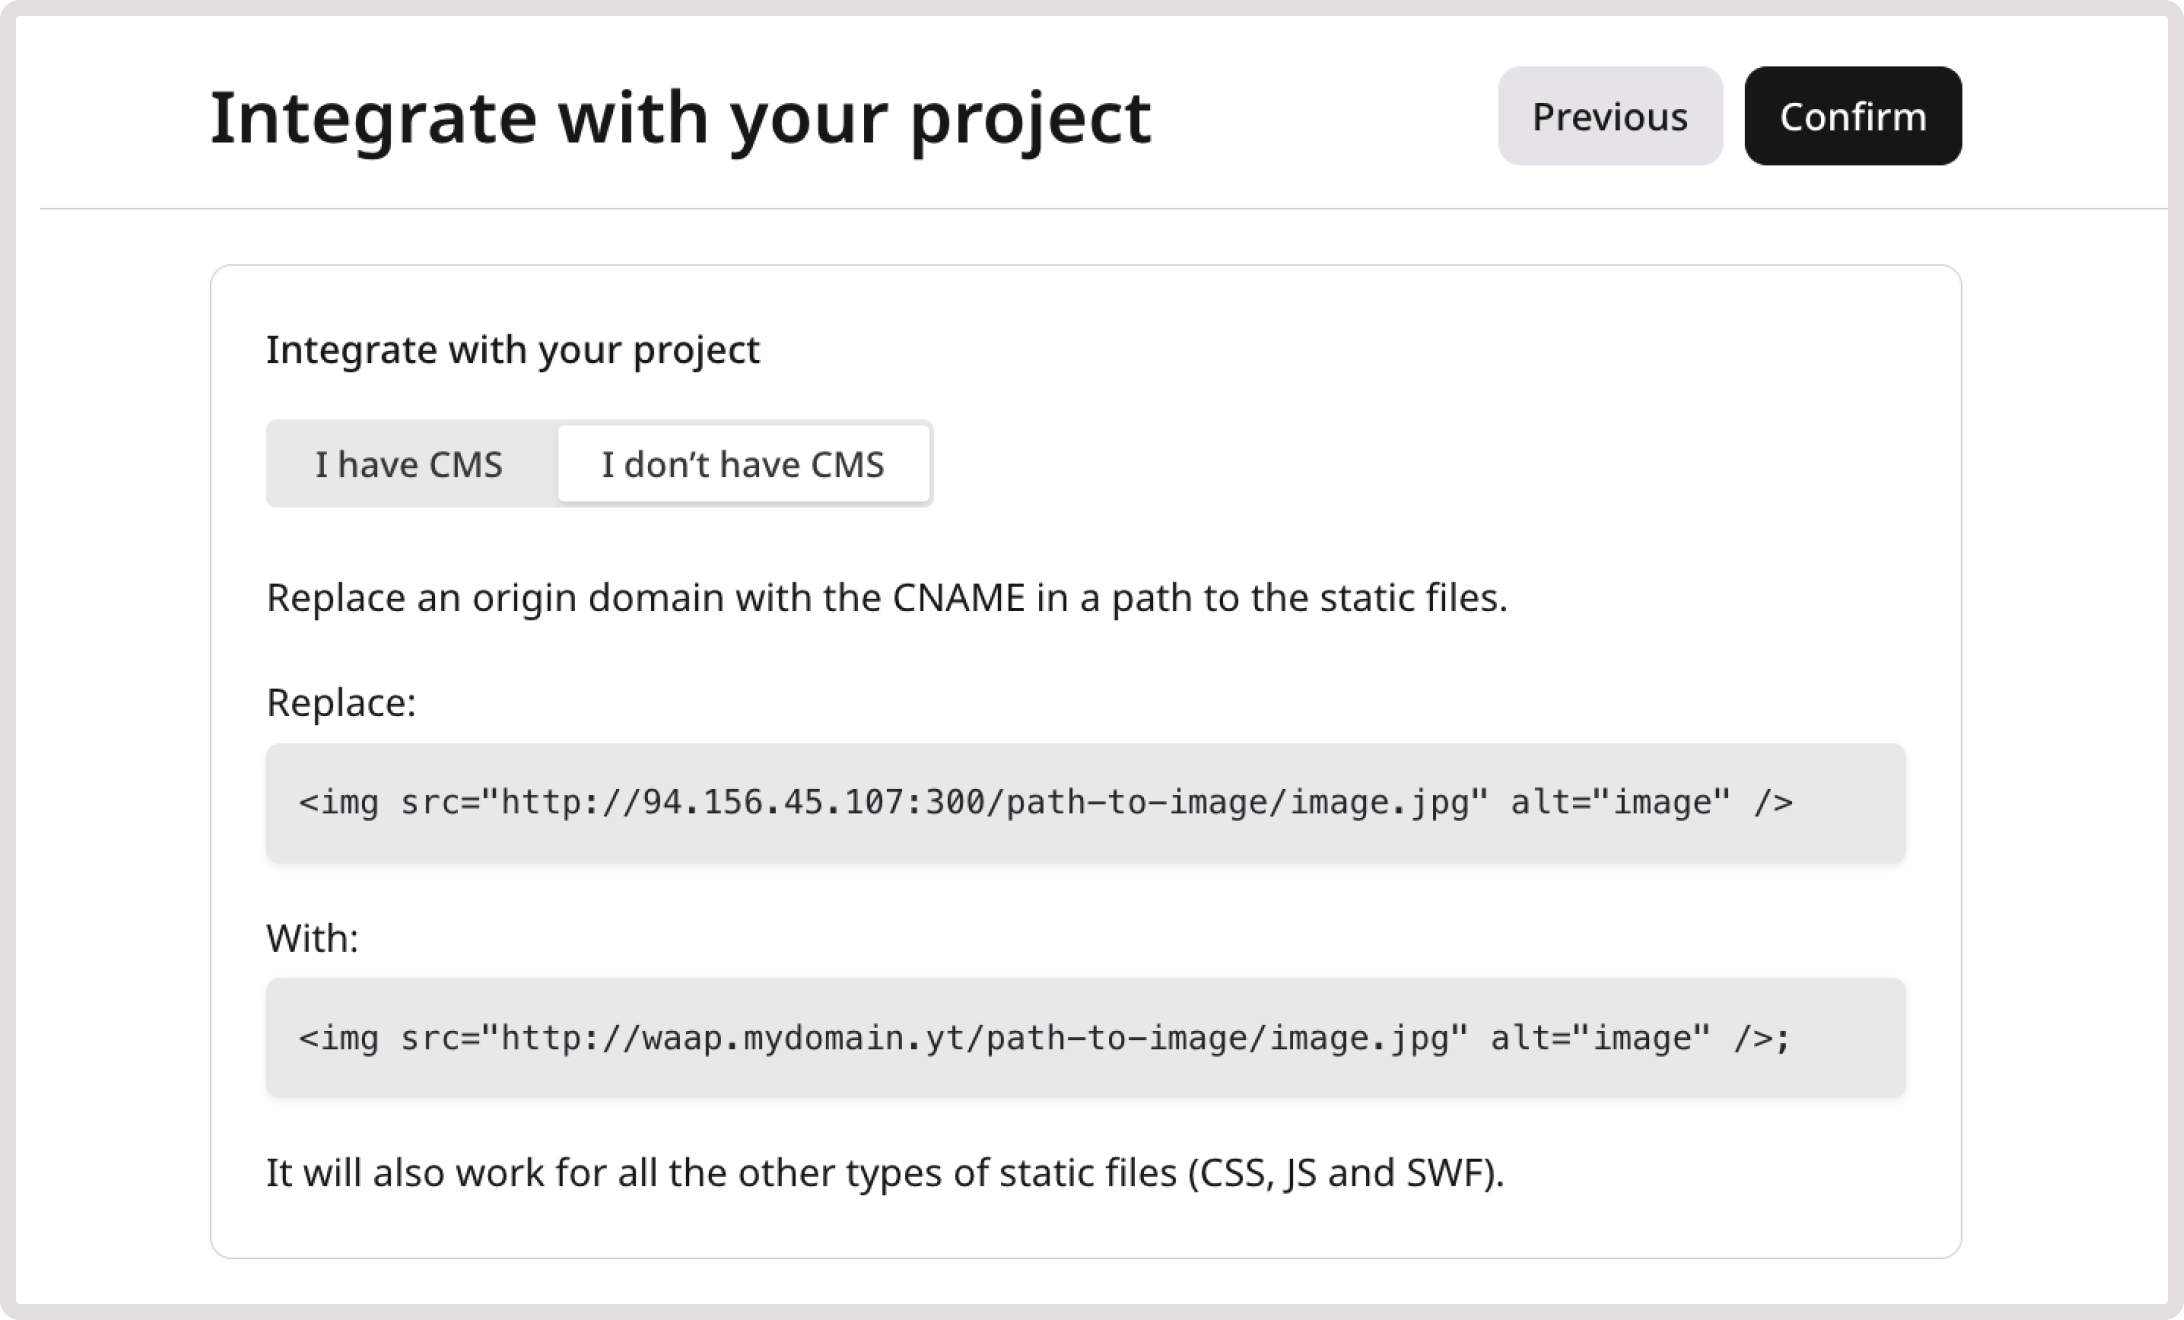 Integrate with your project
Previous
Confirm
Integrate with your project
I have CMS
I don’t have CMS
Replace an origin domain with the CNAME in a path to the static files.
Replace:
<img src="http://94.156.45.107:300/path-to-image/image.jpg" alt="image" />
With:
<img src="http://waap.mydomain.yt/path-to-image/image.jpg" alt="image" />;
It will also work for all the other types of static files (CSS, JS and SWF).